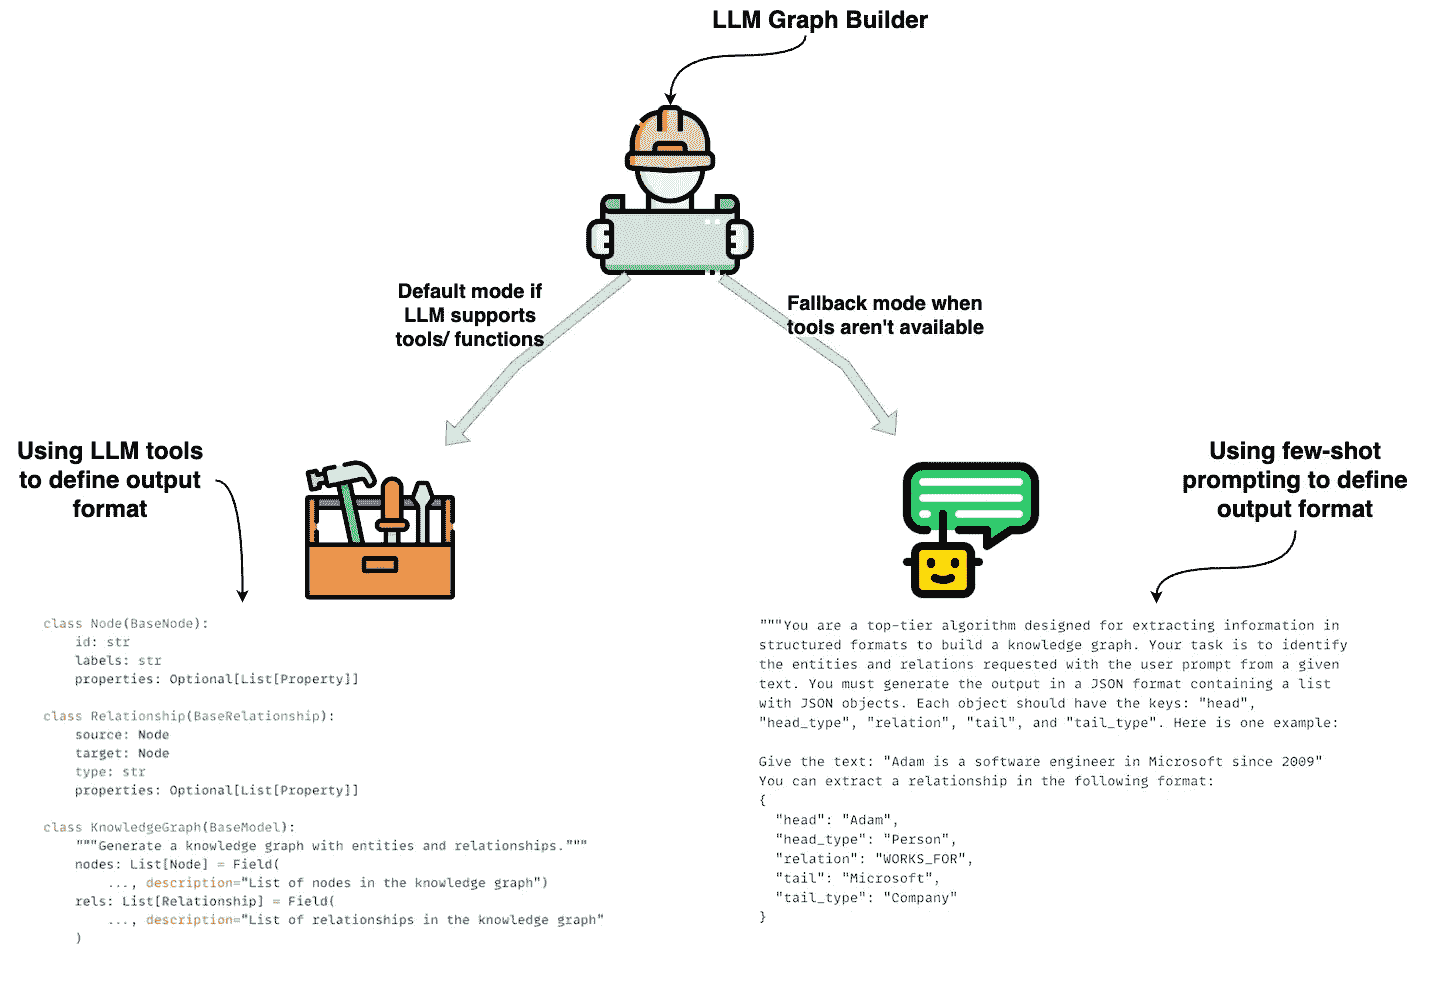 LLM Graph Builder
Default mode if
LLM supports
tools/ functions
Fallback mode when
tools aren't available
Using LLM tools
to define output
format
Using few-shot
prompting to define
output format
class Node(BaseNode):
    id: str
    labels: str
    properties: Optional[List[Property]]

class Relationship(BaseRelationship):
    source: Node
    target: Node
    type: str
    properties: Optional[List[Property]]

class KnowledgeGraph(BaseModel):
    """Generate a knowledge graph with entities and relationships."""
    nodes: List[Node] = Field(
        ..., description="List of nodes in the knowledge graph")
    rels: List[Relationship] = Field(
        ..., description="List of relationships in the knowledge graph"
    )
"""You are a top-tier algorithm designed for extracting information in
structured formats to build a knowledge graph. Your task is to identify
the entities and relations requested with the user prompt from a given
text. You must generate the output in a JSON format containing a list
with JSON objects. Each object should have the keys: "head",
"head_type", "relation", "tail", and "tail_type". Here is one example:

Give the text: "Adam is a software engineer in Microsoft since 2009"
You can extract a relationship in the following format:
{
  "head": "Adam",
  "head_type": "Person",
  "relation": "WORKS_FOR",
  "tail": "Microsoft",
  "tail_type": "Company"
}